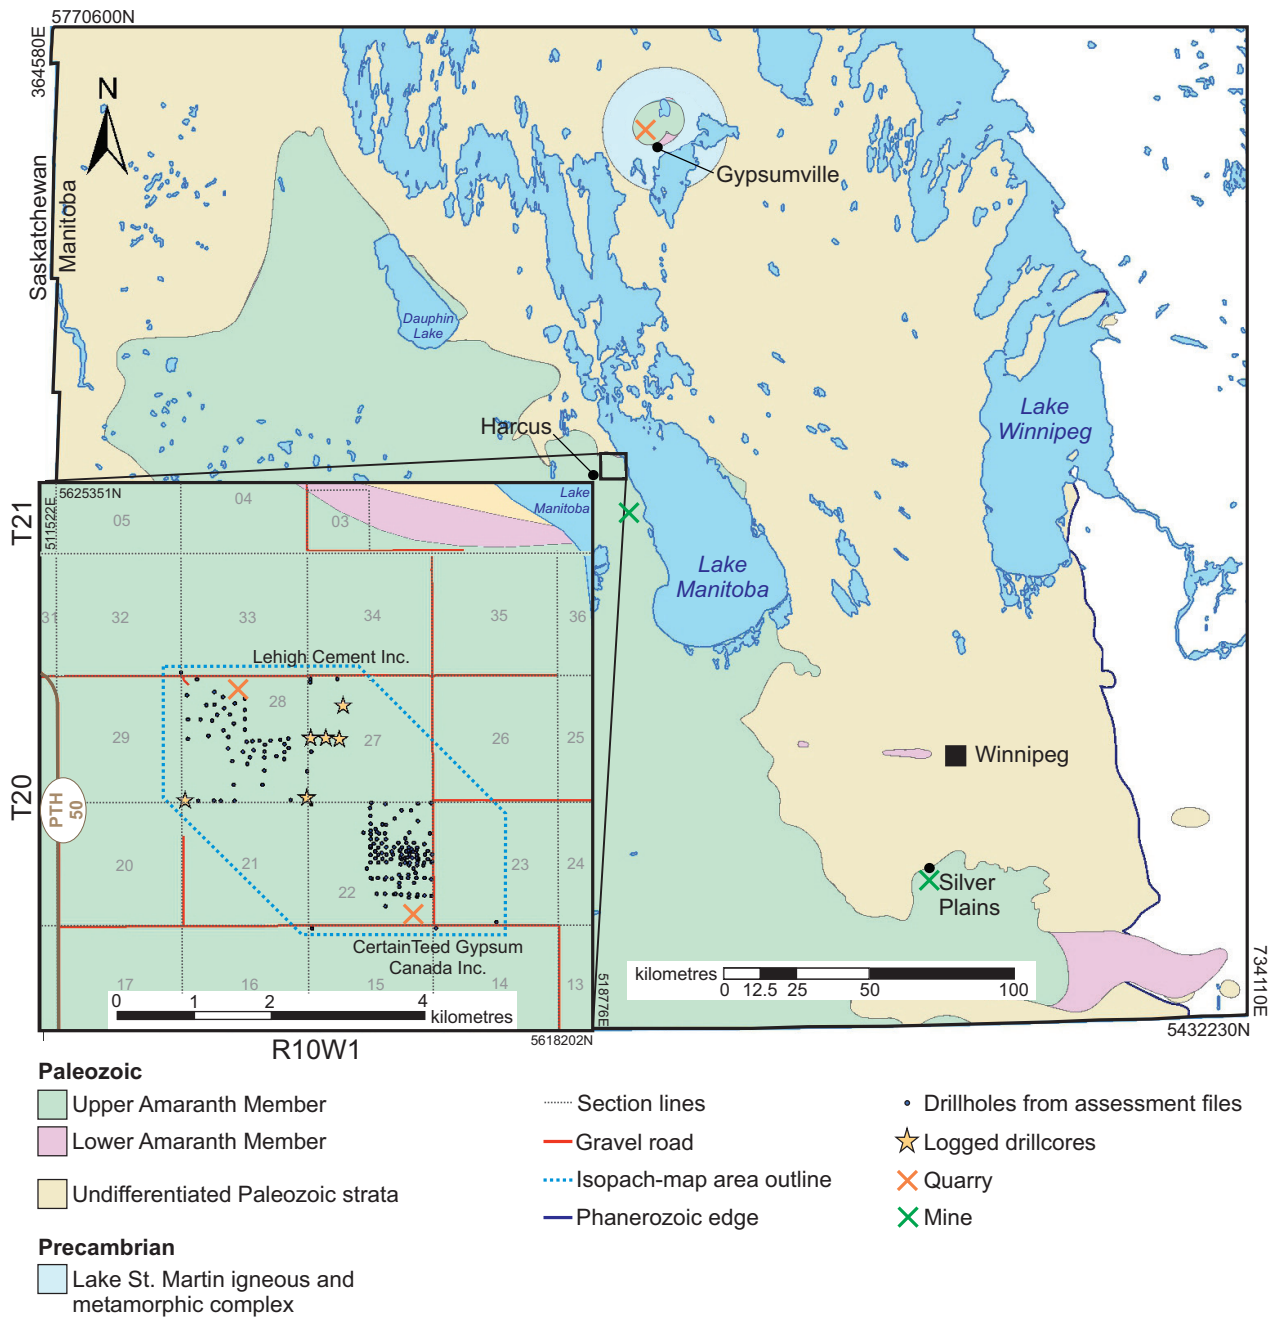 5770600N
364580E
N
Saskatchewan
Manitoba
Gypsumville
Dauphin
Lake
Harcus
Lake
Winnipeg
Lake
Manitoba
Winnipeg
Silver
Plains
kilometres
0 12.5 25 50 100
734110E
5432230N
T21
T20
R10W1
5625351N
511522E
04
05
03
Lake
Manitoba
31
32
33
34
35
36
Lehigh Cement Inc.
28
29
27
26
25
PTH
50
20
21
22
23
24
CertainTeed Gypsum
Canada Inc.
17
16
15
14
13
0 1 2 4
kilometres
518776E
5618202N
Paleozoic
Upper Amaranth Member
Lower Amaranth Member
Undifferentiated Paleozoic strata
Precambrian
Lake St. Martin igneous and
metamorphic complex
Section lines
Gravel road
Isopach-map area outline
Phanerozoic edge
Drillholes from assessment files
Logged drillcores
Quarry
Mine